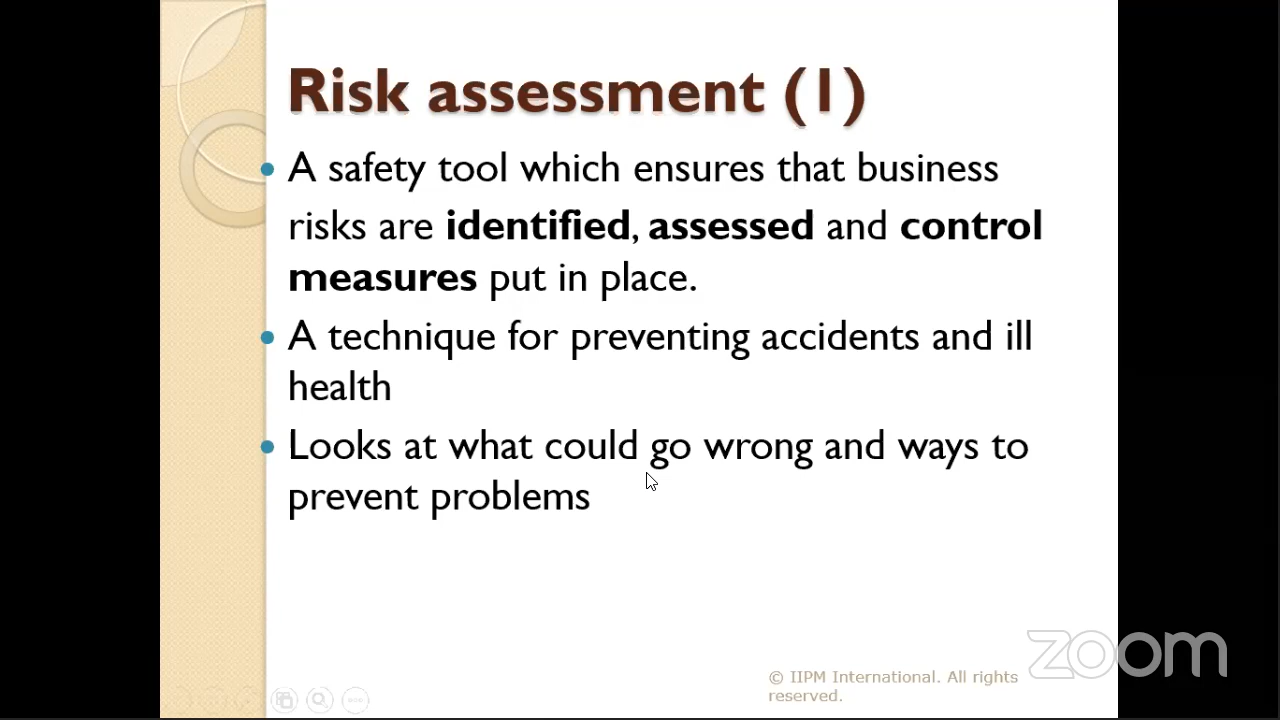 Risk assessment (1)
A safety tool which ensures that business
risks are identified, assessed and control
measures put in place.
A technique for preventing accidents and ill
health
Looks at what could go wrong and ways to
prevent problems
zoom
© IIPM International. All rights
reserved.